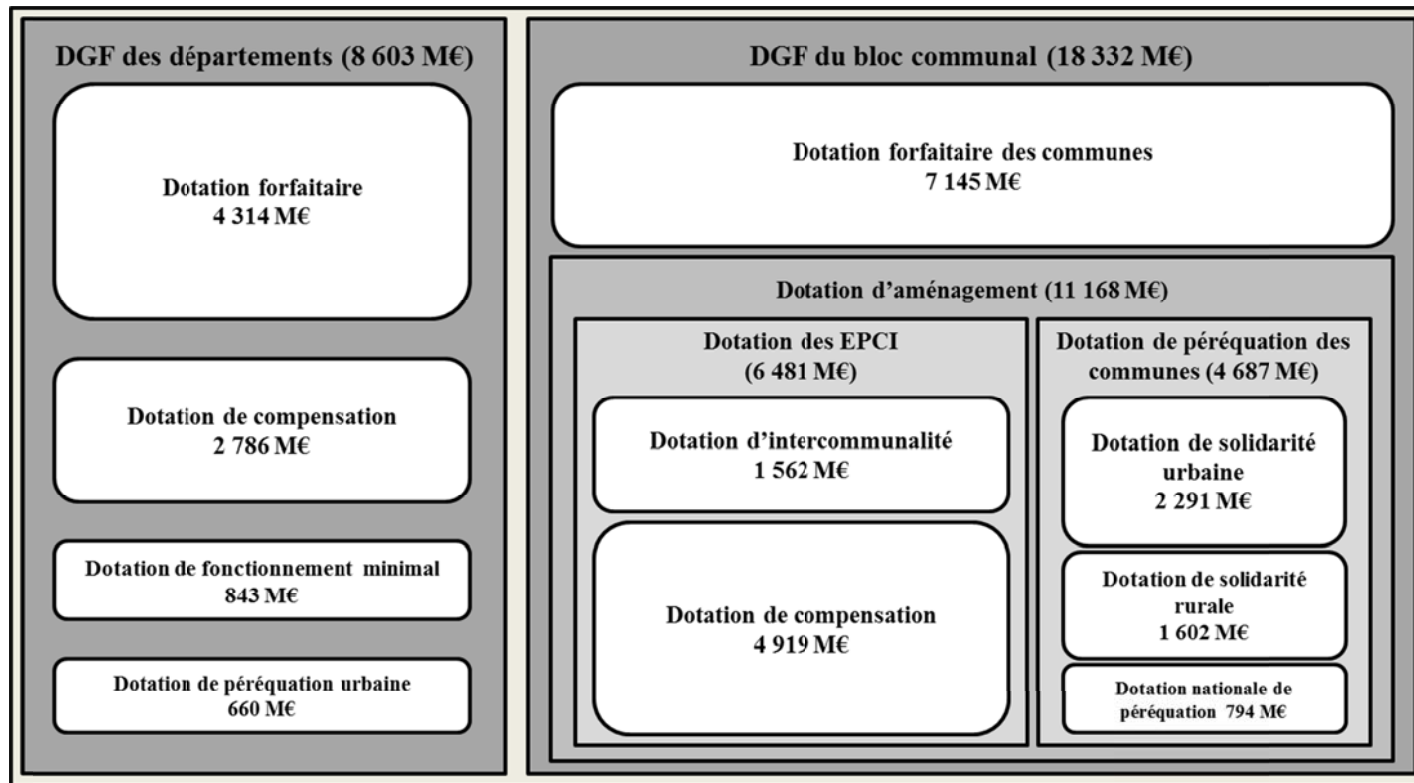 DGF des départements (8 603 M€)
Dotation forfaitaire
4 314 M€
Dotation de compensation
2 786 M€
Dotation de fonctionnement minimal
843 M€
Dotation de péréquation urbaine
660 M€
DGF du bloc communal (18 332 M€)
Dotation forfaitaire des communes
7 145 M€
Dotation d’aménagement (11 168 M€)
Dotation des EPCI
(6 481 M€)
Dotation d’intercommunalité
1 562 M€
Dotation de compensation
4 919 M€
Dotation de péréquation des
communes (4 687 M€)
Dotation de solidarité
urbaine
2 291 M€
Dotation de solidarité
rurale
1 602 M€
Dotation nationale de
péréquation 794 M€